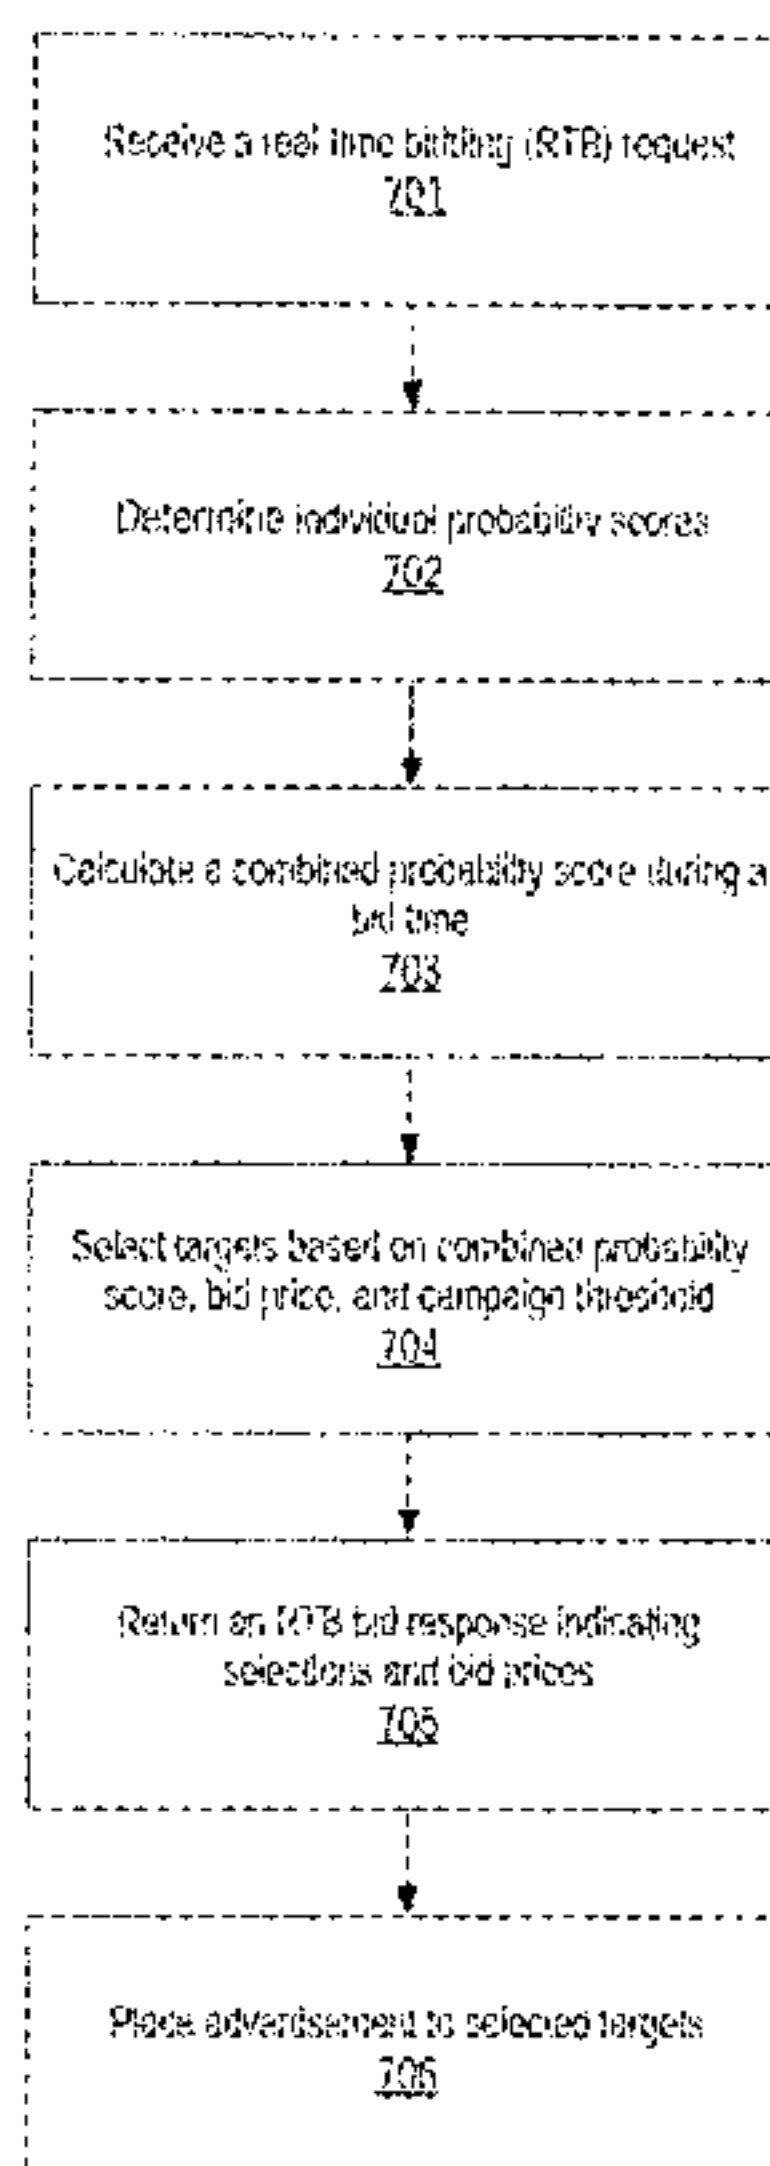 Receive a real time bidding (RTB) request
701
Determine individual probability scores
702
Calculate a combined probability score during a
bid time
703
Select targets based on combined probability
score, bid price, and campaign threshold
704
Return an RTB bid response indicating
selections and bid prices
705
Place advertisement to selected targets
706